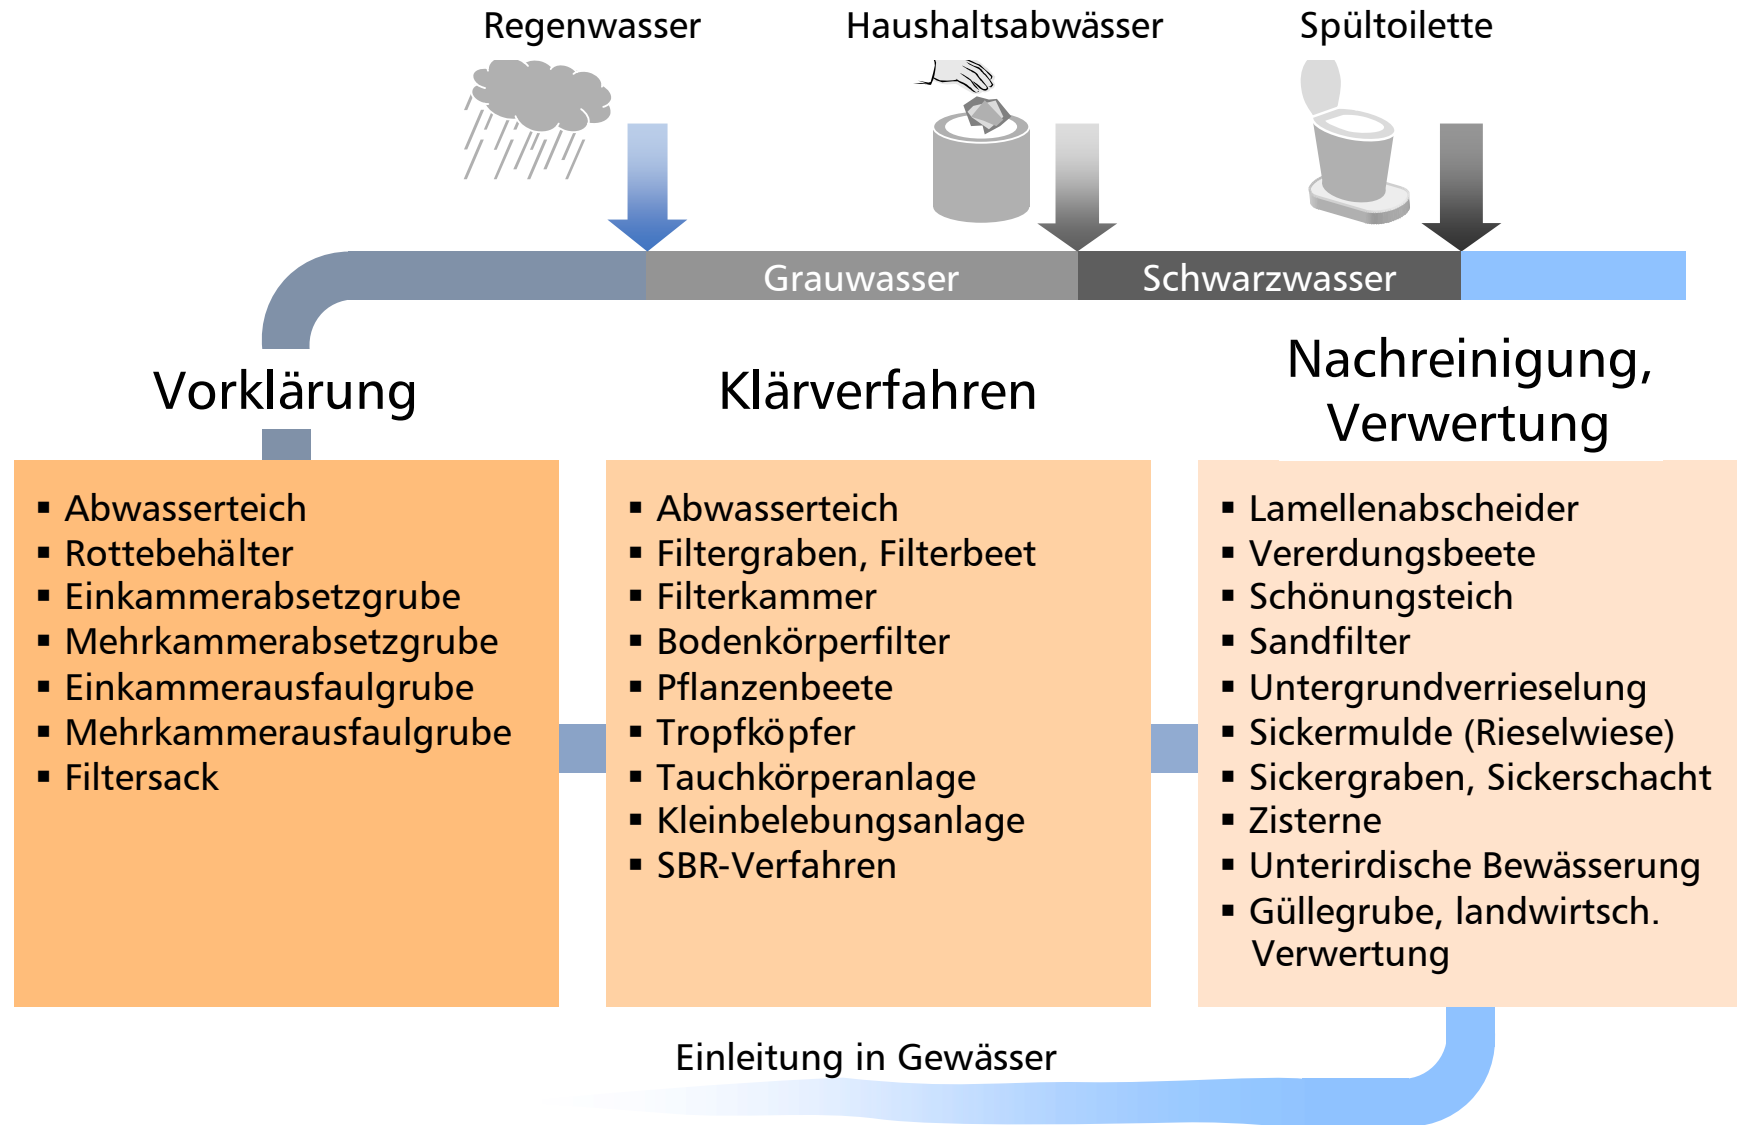 Regenwasser
Haushaltsabwässer
Spültoilette
Grauwasser
Schwarzwasser
Vorklärung
▪ Abwasserteich
▪ Rottebehälter
▪ Einkammerabsetzgrube
▪ Mehrkammerabsetzgrube
▪ Einkammerausfaulgrube
▪ Mehrkammerausfaulgrube
▪ Filtersack
Klärverfahren
▪ Abwasserteich
▪ Filtergraben, Filterbeet
▪ Filterkammer
▪ Bodenkörperfilter
▪ Pflanzenbeete
▪ Tropfköpfer
▪ Tauchkörperanlage
▪ Kleinbelebungsanlage
▪ SBR-Verfahren
Nachreinigung,
Verwertung
▪ Lamellenabscheider
▪ Vererdungsbeete
▪ Schönungsteich
▪ Sandfilter
▪ Untergrundverrieselung
▪ Sickermulde (Rieselwiese)
▪ Sickergraben, Sickerschacht
▪ Zisterne
▪ Unterirdische Bewässerung
▪ Güllegrube, landwirtsch.
Verwertung
Einleitung in Gewässer